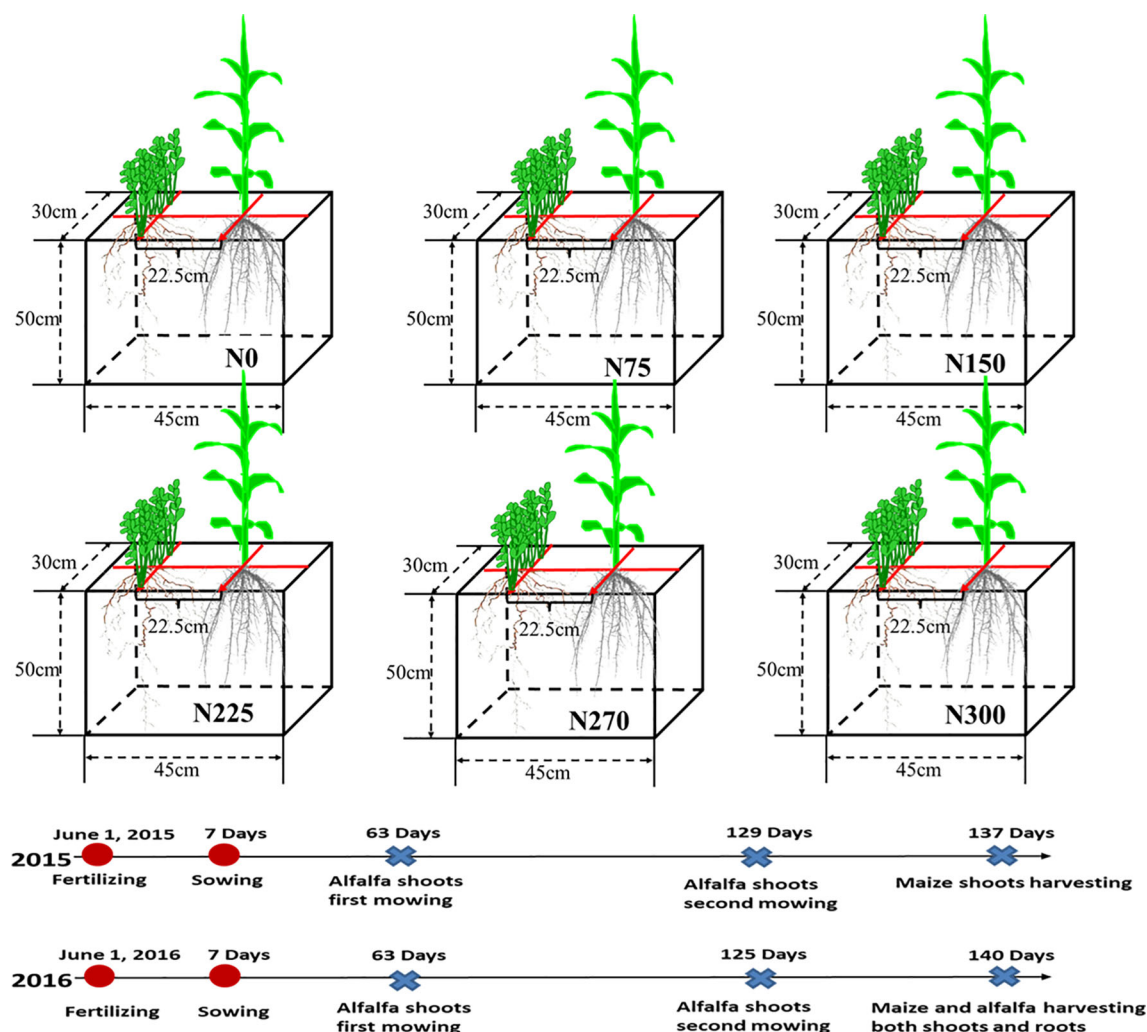 30cm
30cm
30cm
22.5cm
22.5cm
22.5cm
50cm
50cm
50cm
N0
N75
N150
45cm
45cm
45cm
30cm
30cm
30cm
22.5cm
22.5cm
22.5cm
50cm
50cm
50cm
N225
N270
N300
45cm
45cm
45cm
June 1, 2015
7 Days
63 Days
129 Days
137 Days
2015
Fertilizing
Sowing
Alfalfa shoots
first mowing
Alfalfa shoots
second mowing
Maize shoots harvesting
June 1, 2016
7 Days
63 Days
125 Days
140 Days
2016
Fertilizing
Sowing
Alfalfa shoots
first mowing
Alfalfa shoots
second mowing
Maize and alfalfa harvesting
both shoots and roots